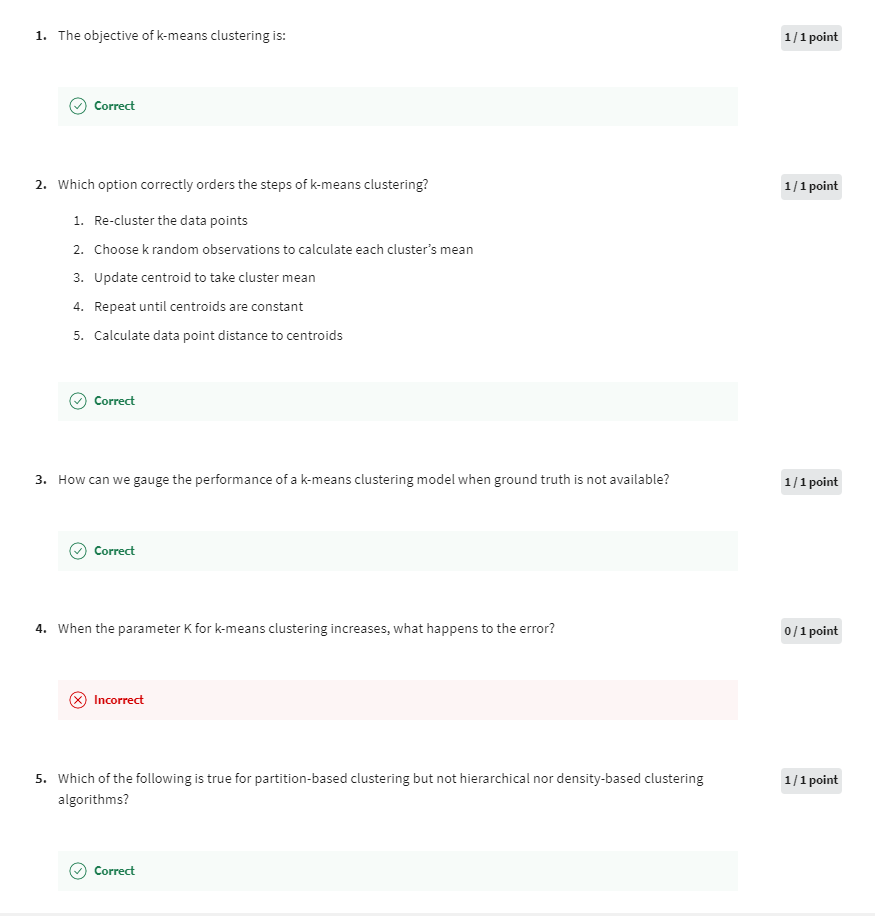 1. The objective of k-means clustering is:
1 / 1 point
Correct
2. Which option correctly orders the steps of k-means clustering?
1 / 1 point
1. Re-cluster the data points
2. Choose k random observations to calculate each cluster’s mean
3. Update centroid to take cluster mean
4. Repeat until centroids are constant
5. Calculate data point distance to centroids
Correct
3. How can we gauge the performance of a k-means clustering model when ground truth is not available?
1 / 1 point
Correct
4. When the parameter K for k-means clustering increases, what happens to the error?
0 / 1 point
Incorrect
5. Which of the following is true for partition-based clustering but not hierarchical nor density-based clustering
algorithms?
1 / 1 point
Correct